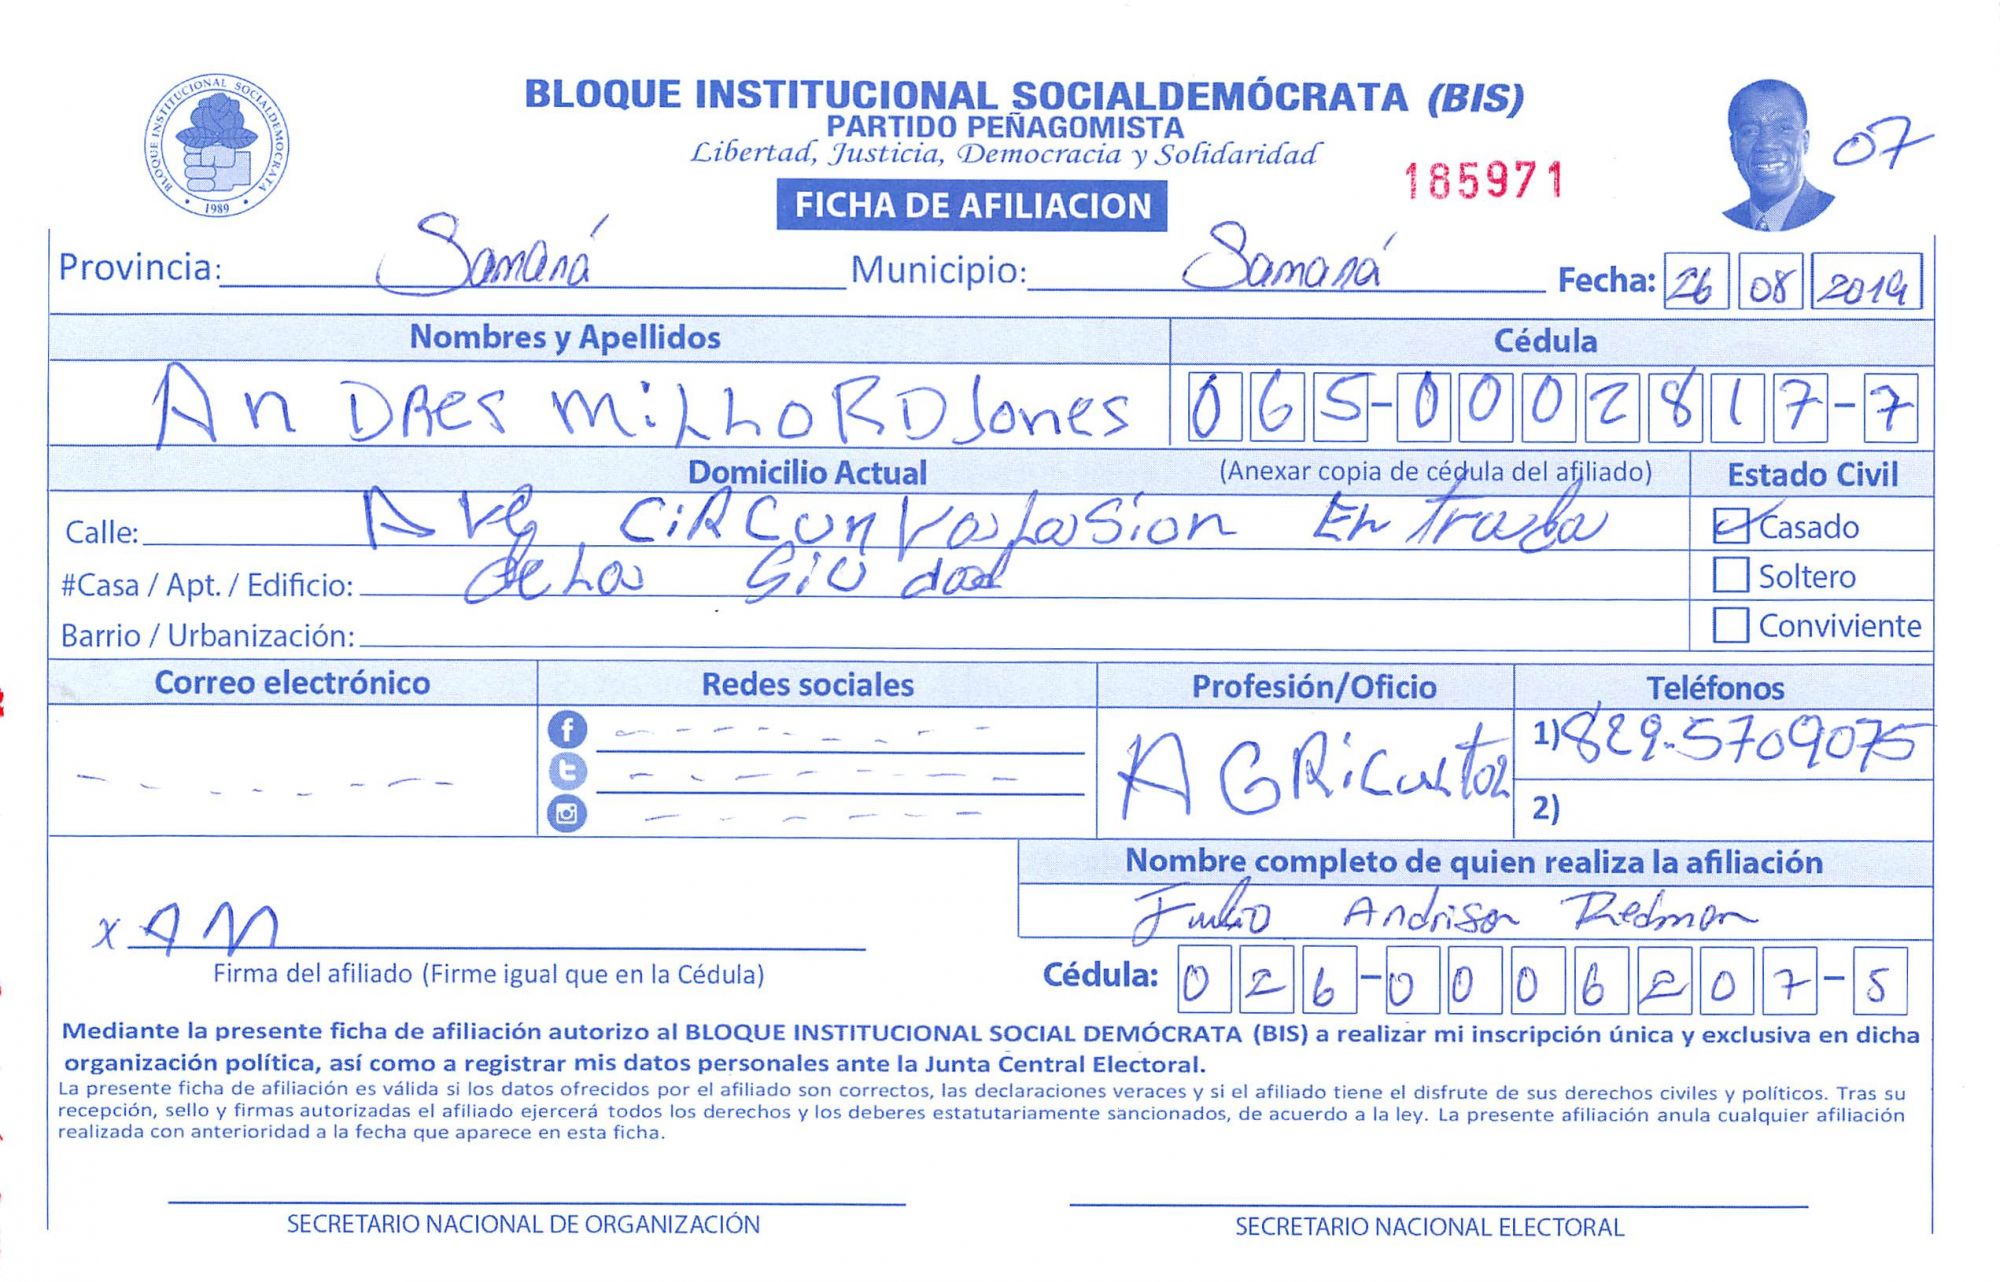 BLOQUE INSTITUCIONAL SOCIALDEMOCRATA
1989
BLOQUE INSTITUCIONAL SOCIALDEMÓCRATA (BIS)
PARTIDO PEÑAGOMISTA
Libertad, Justicia, Democracia y Solidaridad
07
185971
FICHA DE AFILIACION
Provincia: Samaná Municipio: Samaná Fecha: 26 08 2019
Nombres y Apellidos Cédula
AnDRes miLLoRD Jones 065-0002817-7
Domicilio Actual (Anexar copia de cédula del afiliado) Estado Civil
Calle: Ave CiRCunValaSion EnTrada Casado
#Casa / Apt. / Edificio: de La SiUdad Soltero
Barrio / Urbanización: Conviviente
Correo electrónico Redes sociales Profesión/Oficio Teléfonos
AGRiCultor 1) 829-5709075
2)
Nombre completo de quien realiza la afiliación
Andrison Redmon
x AM
Firma del afiliado (Firme igual que en la Cédula) Cédula: 026-0006207-5
Mediante la presente ficha de afiliación autorizo al BLOQUE INSTITUCIONAL SOCIAL DEMÓCRATA (BIS) a realizar mi inscripción única y exclusiva en dicha
organización política, así como a registrar mis datos personales ante la Junta Central Electoral.
La presente ficha de afiliación es válida si los datos ofrecidos por el afiliado son correctos, las declaraciones veraces y si el afiliado tiene el disfrute de sus derechos civiles y políticos. Tras su
recepción, sello y firmas autorizadas el afiliado ejercerá todos los derechos y los deberes estatutariamente sancionados, de acuerdo a la ley. La presente afiliación anula cualquier afiliación
realizada con anterioridad a la fecha que aparece en esta ficha.
SECRETARIO NACIONAL DE ORGANIZACIÓN SECRETARIO NACIONAL ELECTORAL